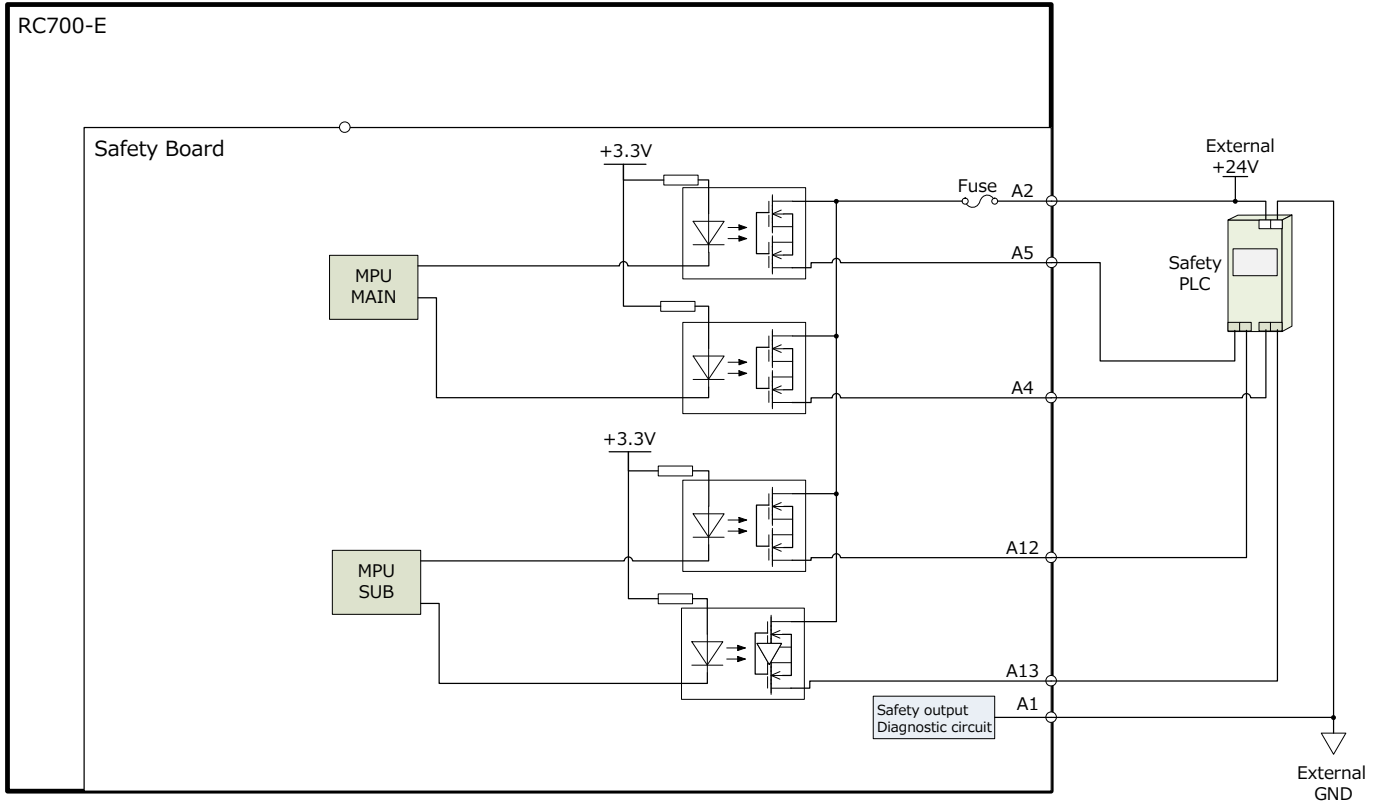 RC700-E
Safety Board
+3.3V
External
+24V
Fuse
A2
A5
Safety
PLC
MPU
MAIN
A4
+3.3V
A12
MPU
SUB
A13
A1
Safety output
Diagnostic circuit
External
GND